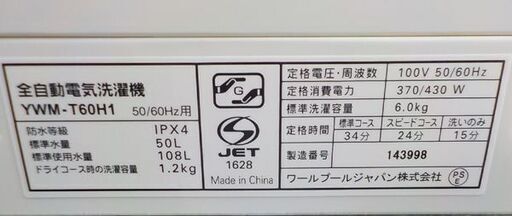 全自動電気洗濯機
YWM-T60H1 50/60Hz用
防水等級 IPX4
標準水量 50L
標準使用水量 108L
ドライコース時の洗濯容量 1.2kg
G
S
JET
1628
Made in China
定格電圧・周波数 100V 50/60Hz
定格消費電力 370/430 W
標準洗濯容量 6.0kg
定格時間 標準コース スピードコース 洗いのみ
34分 24分 15分
製造番号 143998
ワールプールジャパン株式会社 PSE